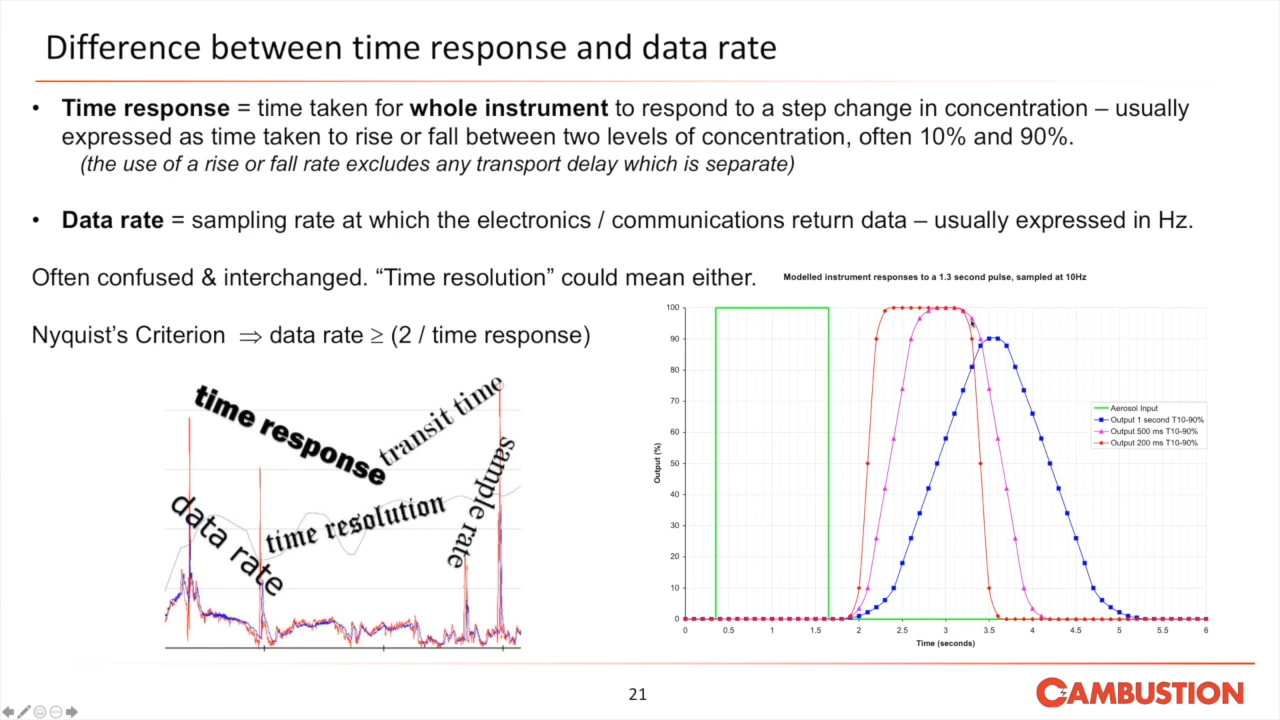 Difference between time response and data rate
• Time response = time taken for whole instrument to respond to a step change in concentration – usually
expressed as time taken to rise or fall between two levels of concentration, often 10% and 90%.
(the use of a rise or fall rate excludes any transport delay which is separate)
• Data rate = sampling rate at which the electronics / communications return data – usually expressed in Hz.
Often confused & interchanged. “Time resolution” could mean either.
Nyquist’s Criterion ⇒ data rate ≥ (2 / time response)
time response
transit time
sample rate
time resolution
data rate
Modelled instrument responses to a 1.3 second pulse, sampled at 10Hz
Output (%)
100
90
80
70
60
50
40
30
20
10
0
0 0.5 1 1.5 2 2.5 3 3.5 4 4.5 5 5.5 6
Time (seconds)
Aerosol Input
Output 1 second T10-90%
Output 500 ms T10-90%
Output 200 ms T10-90%
21
CAMBUSTION